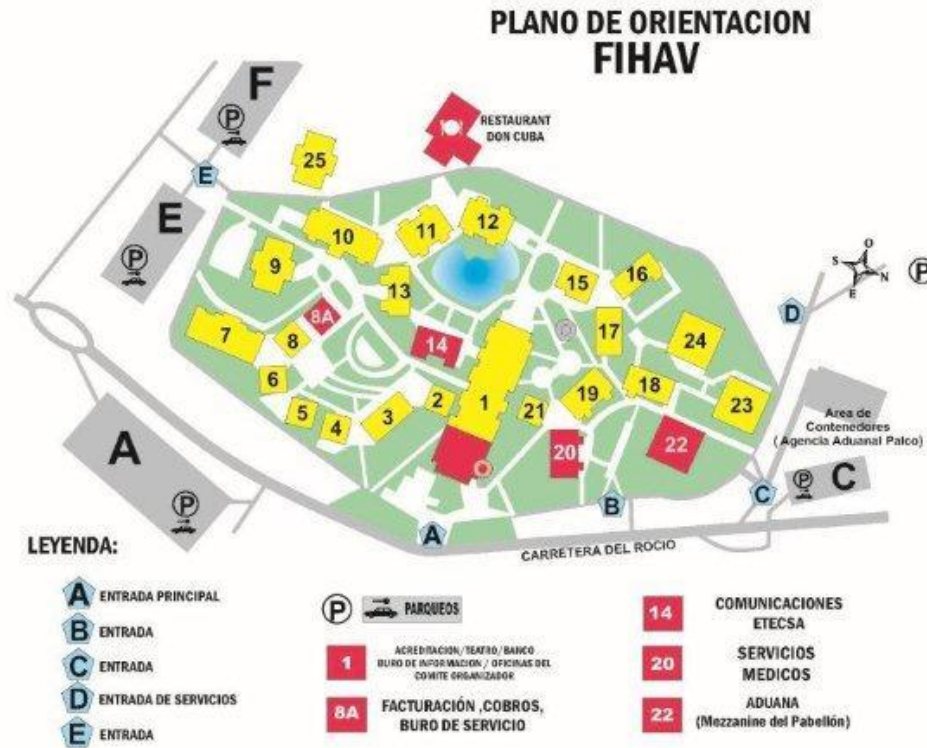 PLANO DE ORIENTACION
FIHAV
F
P
RESTAURANT
DON CUBA
25
E
E
P
12
11
10
9
13
15
16
O
S
N
E
P
D
8A
7
8
14
17
24
6
5
4
3
2
1
21
19
18
23
20
22
A
P
Area de
Contenedores
( Agencia Aduanal Palco)
P
C
C
B
A
CARRETERA DEL ROCIO
LEYENDA:
A ENTRADA PRINCIPAL
B ENTRADA
C ENTRADA
D ENTRADA DE SERVICIOS
E ENTRADA
P PARQUEOS
1 ACREDITACION/TEATRO/BANCO
BURO DE INFORMACION / OFICINAS DEL
COMITE ORGANIZADOR
8A FACTURACIÓN ,COBROS,
BURO DE SERVICIO
14 COMUNICACIONES
ETECSA
20 SERVICIOS
MEDICOS
22 ADUANA
(Mezzanine del Pabellón)